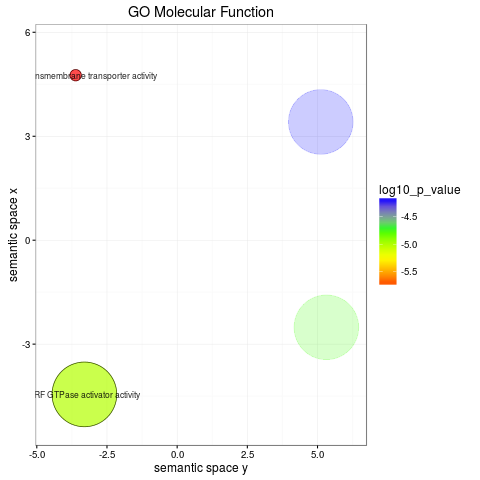 GO Molecular Function
6
3
0
-3
semantic space x
nsmembrane transporter activity
RF GTPase activator activity
-5.0 -2.5 0.0 2.5 5.0
semantic space y
log10_p_value
-4.5
-5.0
-5.5